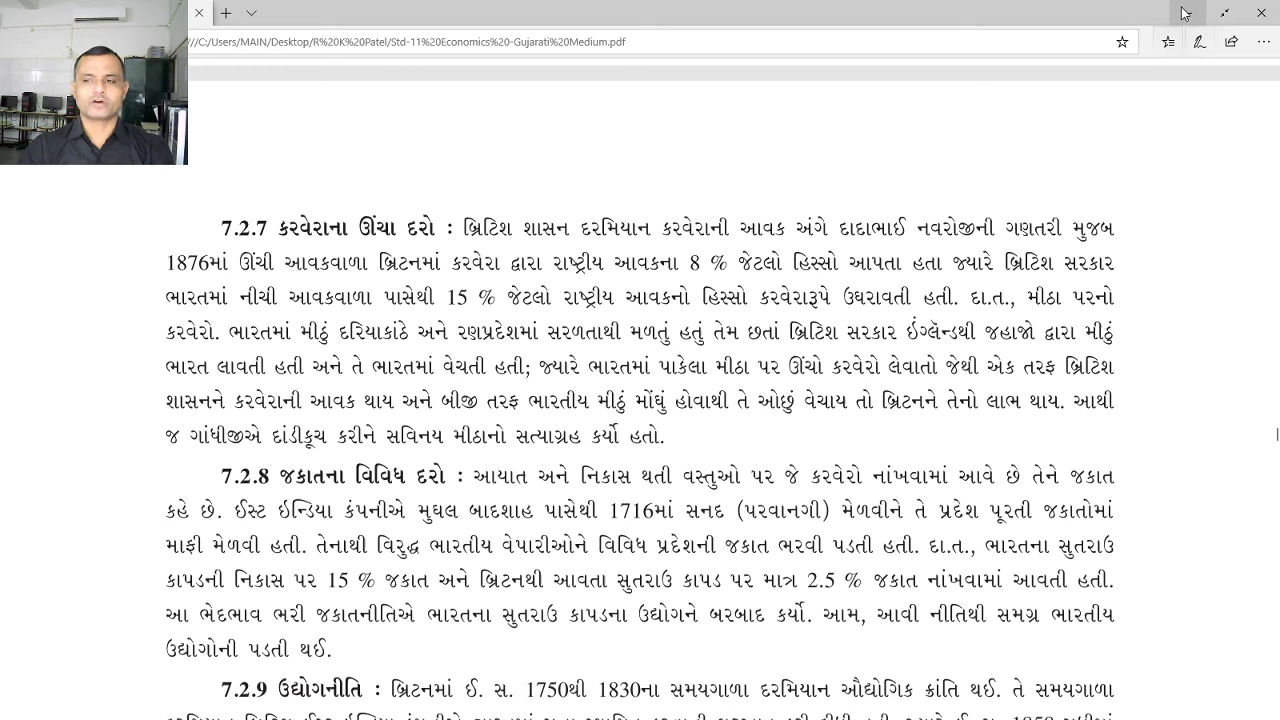 ///C:/Users/MAIN/Desktop/R%20K%20Patel/Std-11%20Economics%20-Gujarati%20Medium.pdf
7.2.7 કરવેરાના ઊંચા દરો : બ્રિટિશ શાસન દરમિયાન કરવેરાની આવક અંગે દાદાભાઈ નવરોજીની ગણતરી મુજબ
1876માં ઊંચી આવકવાળા બ્રિટનમાં કરવેરા દ્વારા રાષ્ટ્રીય આવકના 8 % જેટલો હિસ્સો આપતા હતા જ્યારે બ્રિટિશ સરકાર
ભારતમાં નીચી આવકવાળા પાસેથી 15 % જેટલો રાષ્ટ્રીય આવકનો હિસ્સો કરવેરારૂપે ઉઘરાવતી હતી. દા.ત., મીઠા પરનો
કરવેરો. ભારતમાં મીઠું દરિયાકાંઠે અને રણપ્રદેશમાં સરળતાથી મળતું હતું તેમ છતાં બ્રિટિશ સરકાર ઇંગ્લૅન્ડથી જહાજો દ્વારા મીઠું
ભારત લાવતી હતી અને તે ભારતમાં વેચતી હતી; જ્યારે ભારતમાં પાકેલા મીઠા પર ઊંચો કરવેરો લેવાતો જેથી એક તરફ બ્રિટિશ
શાસનને કરવેરાની આવક થાય અને બીજી તરફ ભારતીય મીઠું મોંઘું હોવાથી તે ઓછું વેચાય તો બ્રિટનને તેનો લાભ થાય. આથી
જ ગાંધીજીએ દાંડીકૂચ કરીને સવિનય મીઠાનો સત્યાગ્રહ કર્યો હતો.
7.2.8 જકાતના વિવિધ દરો : આયાત અને નિકાસ થતી વસ્તુઓ પર જે કરવેરો નાંખવામાં આવે છે તેને જકાત
કહે છે. ઈસ્ટ ઇન્ડિયા કંપનીએ મુઘલ બાદશાહ પાસેથી 1716માં સનદ (પરવાનગી) મેળવીને તે પ્રદેશ પૂરતી જકાતોમાં
માફી મેળવી હતી. તેનાથી વિરુદ્ધ ભારતીય વેપારીઓને વિવિધ પ્રદેશની જકાત ભરવી પડતી હતી. દા.ત., ભારતના સુતરાઉ
કાપડની નિકાસ પર 15 % જકાત અને બ્રિટનથી આવતા સુતરાઉ કાપડ પર માત્ર 2.5 % જકાત નાંખવામાં આવતી હતી.
આ ભેદભાવ ભરી જકાતનીતિએ ભારતના સુતરાઉ કાપડના ઉદ્યોગને બરબાદ કર્યો. આમ, આવી નીતિથી સમગ્ર ભારતીય
ઉદ્યોગોની પડતી થઈ.
7.2.9 ઉદ્યોગનીતિ : બ્રિટનમાં ઈ. સ. 1750થી 1830ના સમયગાળા દરમિયાન ઔદ્યોગિક ક્રાંતિ થઈ. તે સમયગાળા